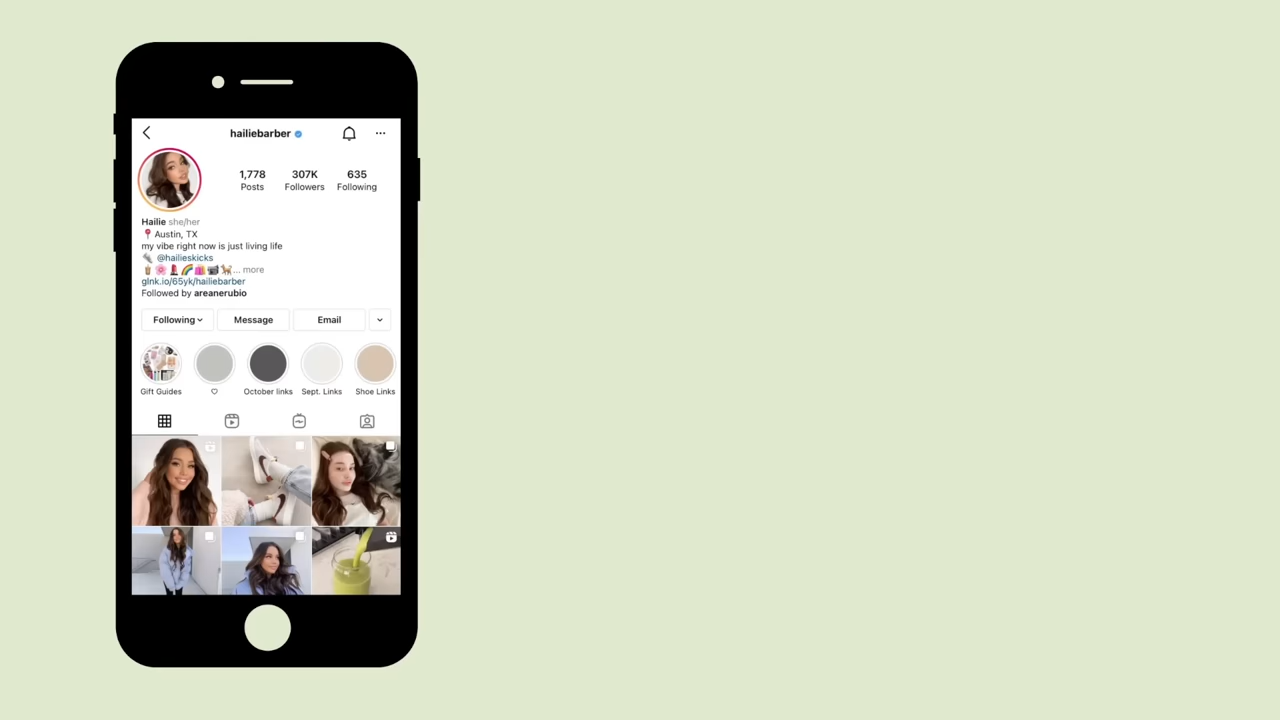 hailiebarber
1,778 307K 635
Posts Followers Following
Hailie she/her
📍 Austin, TX
my vibe right now is just living life
🔩 @hailieskicks
🧋🌸💄🌈🛍️📹🐕... more
glnk.io/65yk/hailiebarber
Followed by areanerubio
Following Message Email
Gift Guides ♡ October links Sept. Links Shoe Links